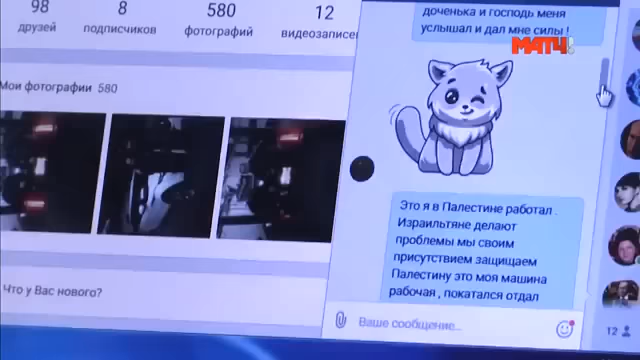 98
друзей
8
подписчиков
580
фотографий
12
видеозаписей
Мои фотографии 580
Что у Вас нового?
доченька и господь меня
услышал и дал мне силы !
МАТЧ!
Это я в Палестине работал .
Израильтяне делают
проблемы мы своим
присутствием защищаем
Палестину это моя машина
рабочая , покатался отдал
Ваше сообщение...
12